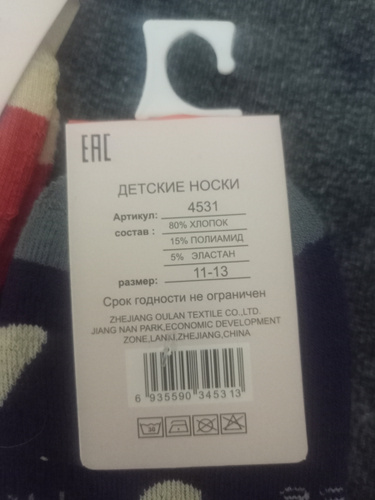 EAC
ДЕТСКИЕ НОСКИ
Артикул: 4531
состав : 80% ХЛОПОК
15% ПОЛИАМИД
5% ЭЛАСТАН
размер: 11-13
Срок годности не ограничен
ZHEJIANG OULAN TEXTILE CO.,LTD.
JIANG NAN PARK,ECONOMIC DEVELOPMENT
ZONE,LANXI,ZHEJIANG,CHINA
6 935590 345313